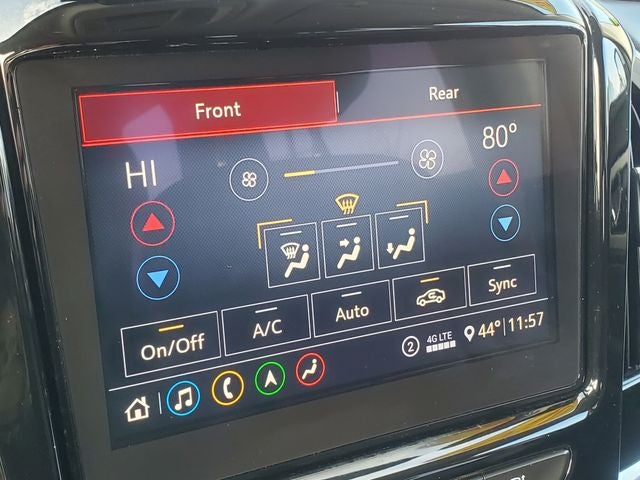 Front Rear
HI 80°
On/Off A/C Auto Sync
2 4G LTE 44° 11:57